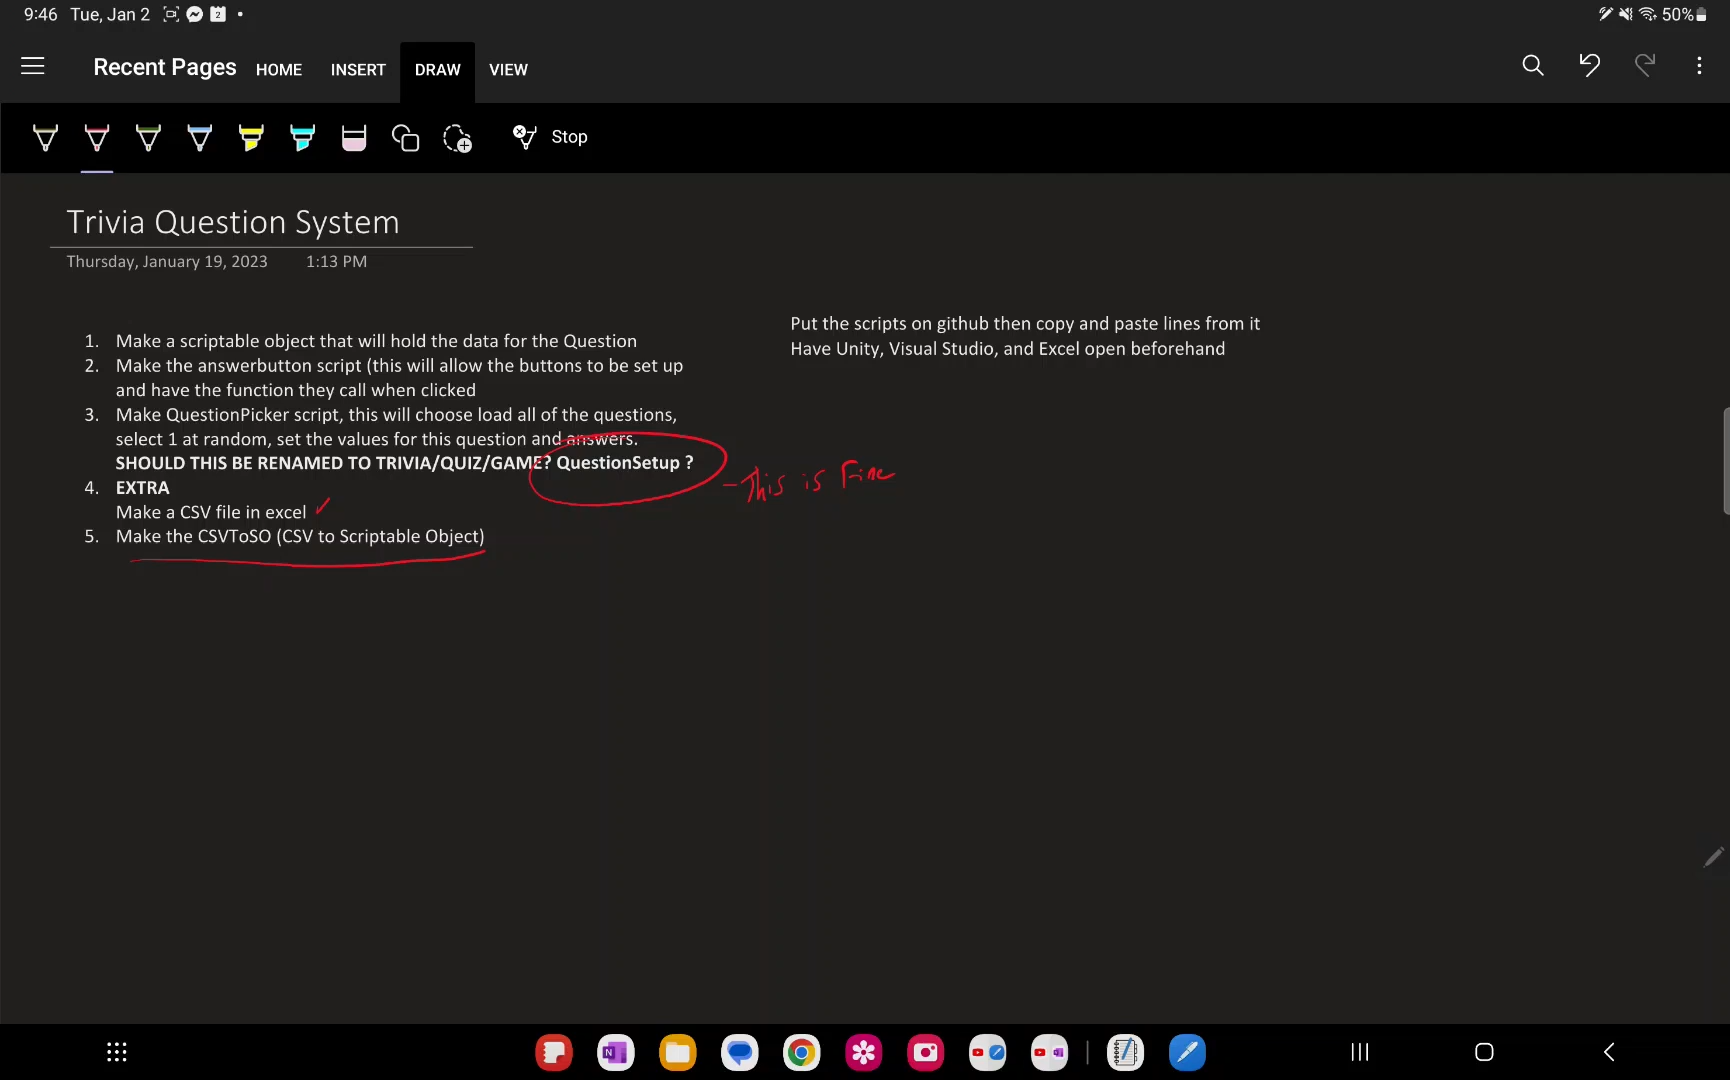 9:46 Tue, Jan 2 2 50%
Recent Pages HOME INSERT DRAW VIEW
Stop
Trivia Question System
Thursday, January 19, 2023 1:13 PM
1. Make a scriptable object that will hold the data for the Question
2. Make the answerbutton script (this will allow the buttons to be set up
and have the function they call when clicked
3. Make QuestionPicker script, this will choose load all of the questions,
select 1 at random, set the values for this question and answers.
SHOULD THIS BE RENAMED TO TRIVIA/QUIZ/GAME? QuestionSetup ?
- This is Fine
4. EXTRA
Make a CSV file in excel
5. Make the CSVToSO (CSV to Scriptable Object)
Put the scripts on github then copy and paste lines from it
Have Unity, Visual Studio, and Excel open beforehand